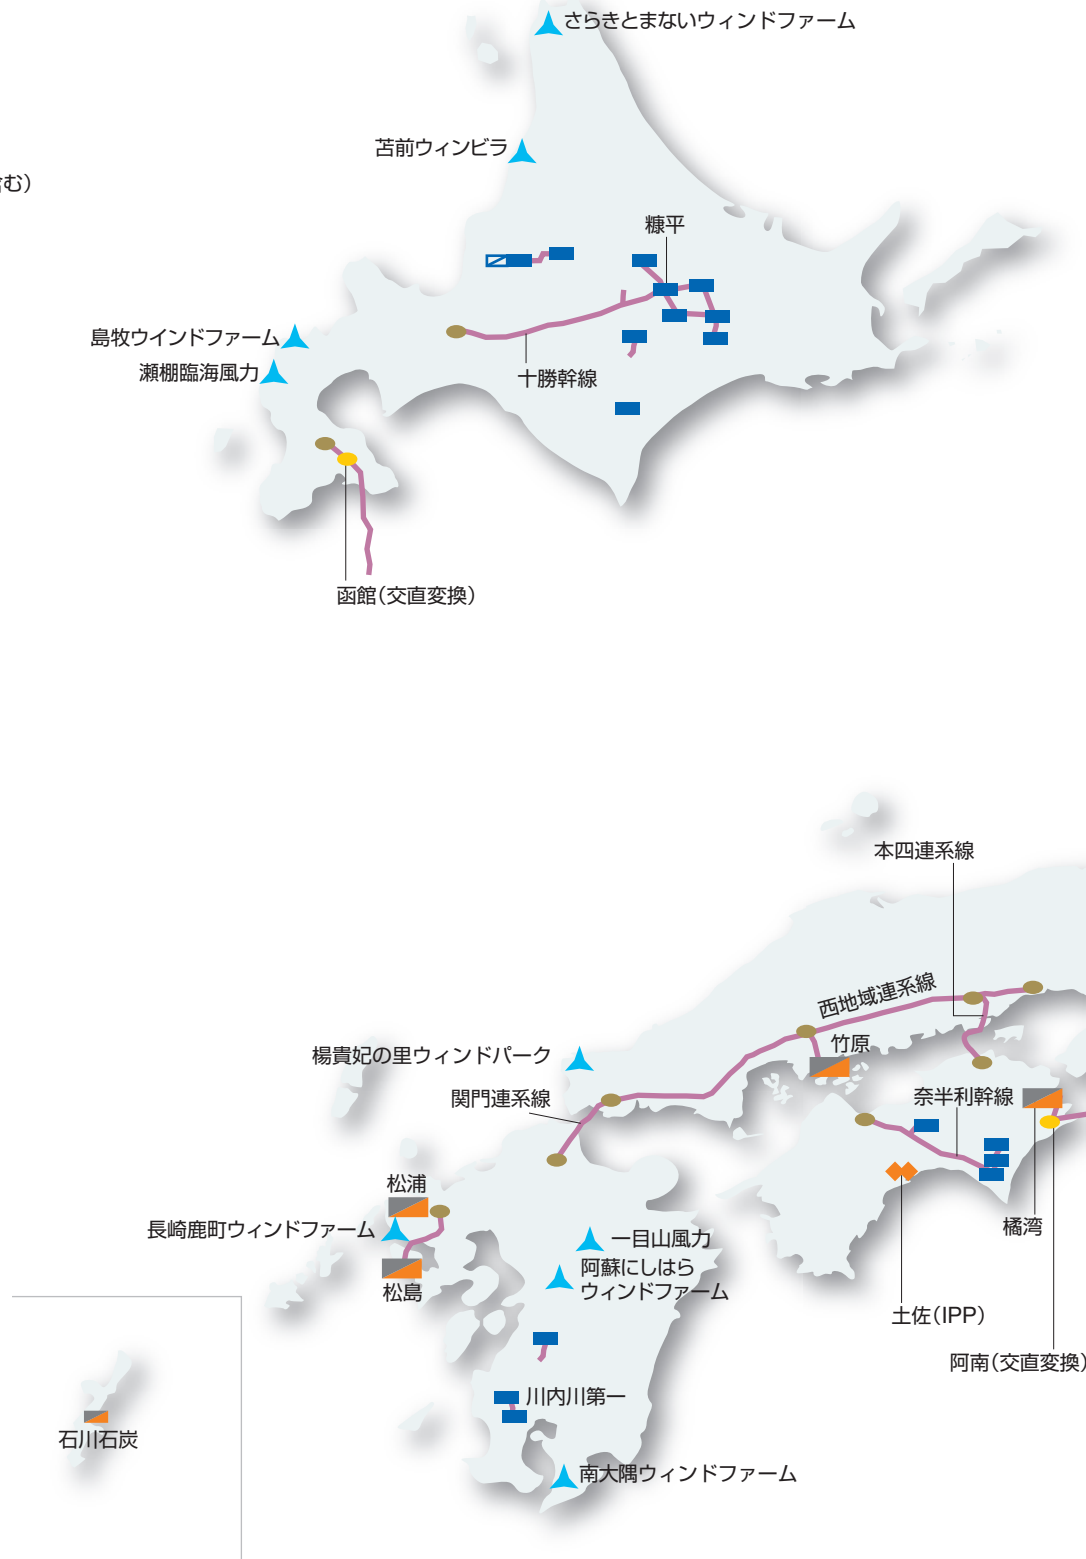 さらきとまないウィンドファーム
苫前ウィンビラ
含む）
糠平
島牧ウインドファーム
瀬棚臨海風力
十勝幹線
函館（交直変換）
本四連系線
西地域連系線
竹原
楊貴妃の里ウィンドパーク
関門連系線
奈半利幹線
松浦
長崎鹿町ウィンドファーム
松島
一目山風力
阿蘇にしはら
ウィンドファーム
橘湾
土佐（IPP）
阿南（交直変換）
川内川第一
石川石炭
南大隅ウィンドファーム